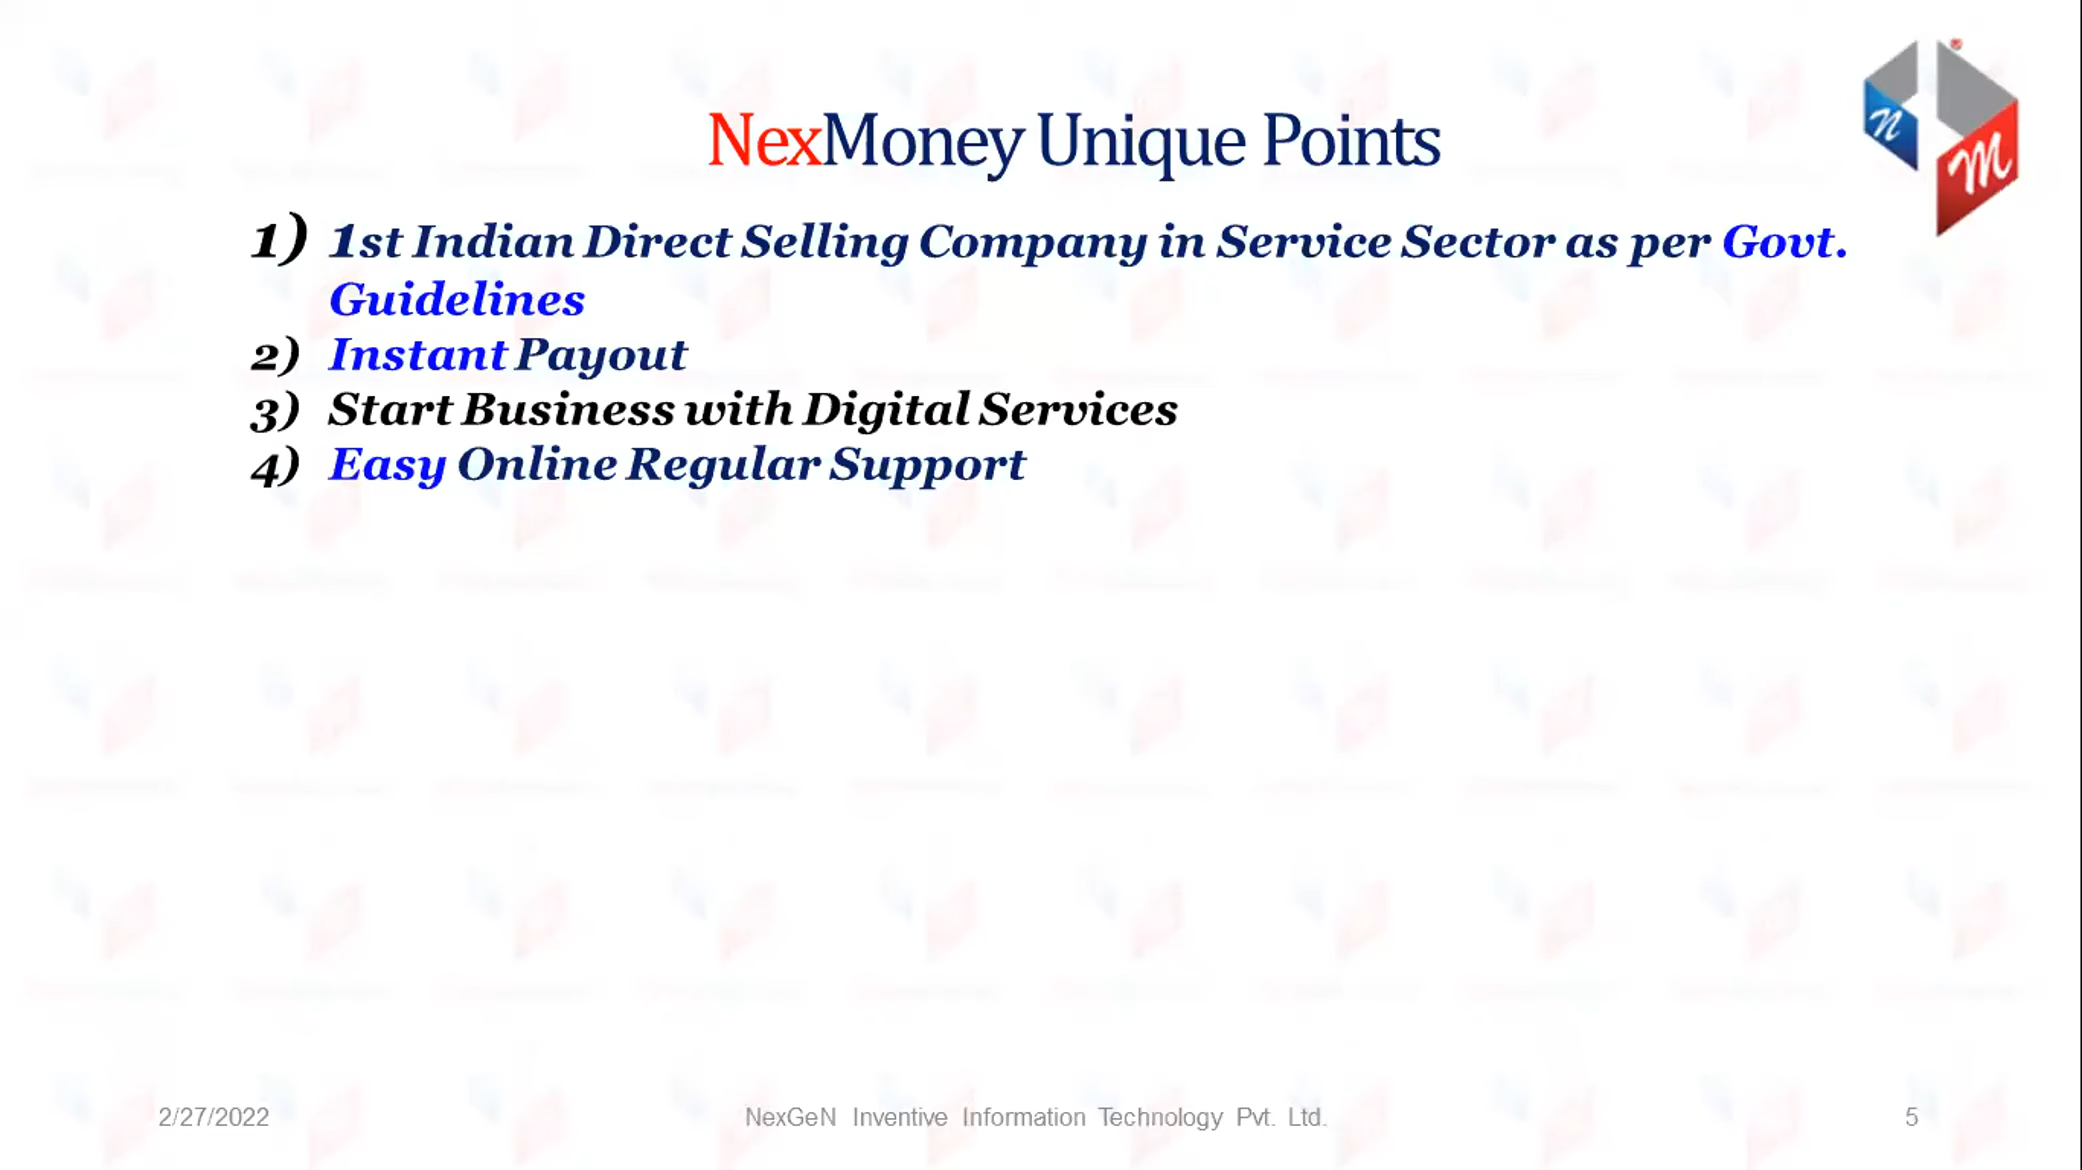 NexMoney Unique Points
1) 1st Indian Direct Selling Company in Service Sector as per Govt.
Guidelines
2) Instant Payout
3) Start Business with Digital Services
4) Easy Online Regular Support
n
M
2/27/2022
NexGeN Inventive Information Technology Pvt. Ltd.
5